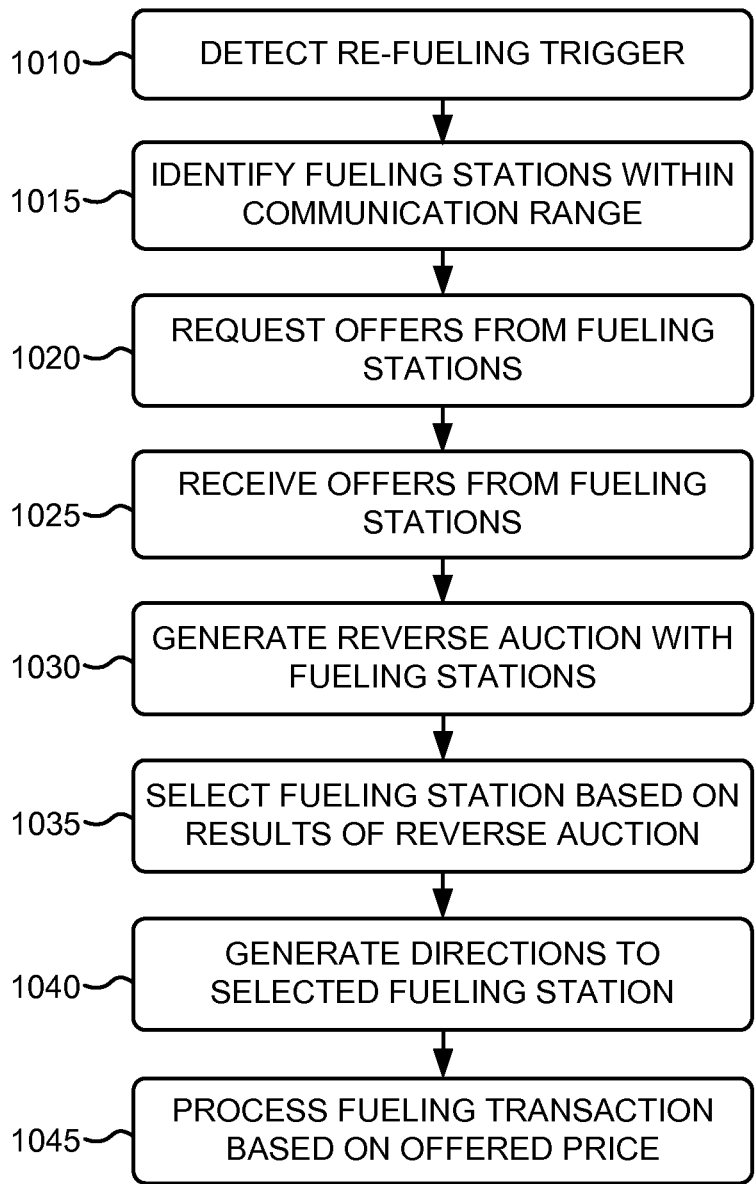 1010
DETECT RE-FUELING TRIGGER
1015
IDENTIFY FUELING STATIONS WITHIN
COMMUNICATION RANGE
1020
REQUEST OFFERS FROM FUELING
STATIONS
1025
RECEIVE OFFERS FROM FUELING
STATIONS
1030
GENERATE REVERSE AUCTION WITH
FUELING STATIONS
1035
SELECT FUELING STATION BASED ON
RESULTS OF REVERSE AUCTION
1040
GENERATE DIRECTIONS TO
SELECTED FUELING STATION
1045
PROCESS FUELING TRANSACTION
BASED ON OFFERED PRICE